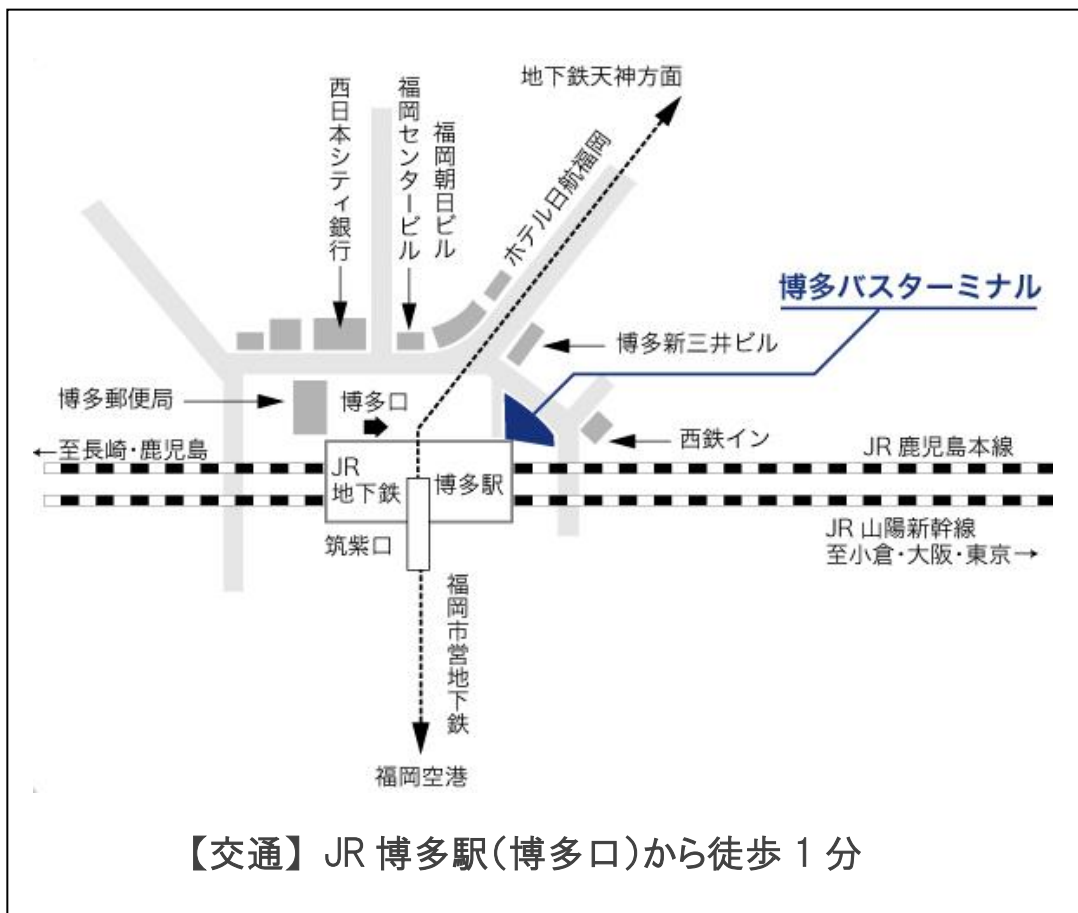 地下鉄天神方面
西日本シティ銀行
福岡センタービル
福岡朝日ビル
ホテル日航福岡
博多バスターミナル
博多新三井ビル
博多郵便局
博多口
西鉄イン
←至長崎・鹿児島
JR 鹿児島本線
JR
地下鉄
博多駅
筑紫口
JR 山陽新幹線
至小倉・大阪・東京→
福岡市営地下鉄
福岡空港
【交通】 JR 博多駅(博多口)から徒歩 1 分